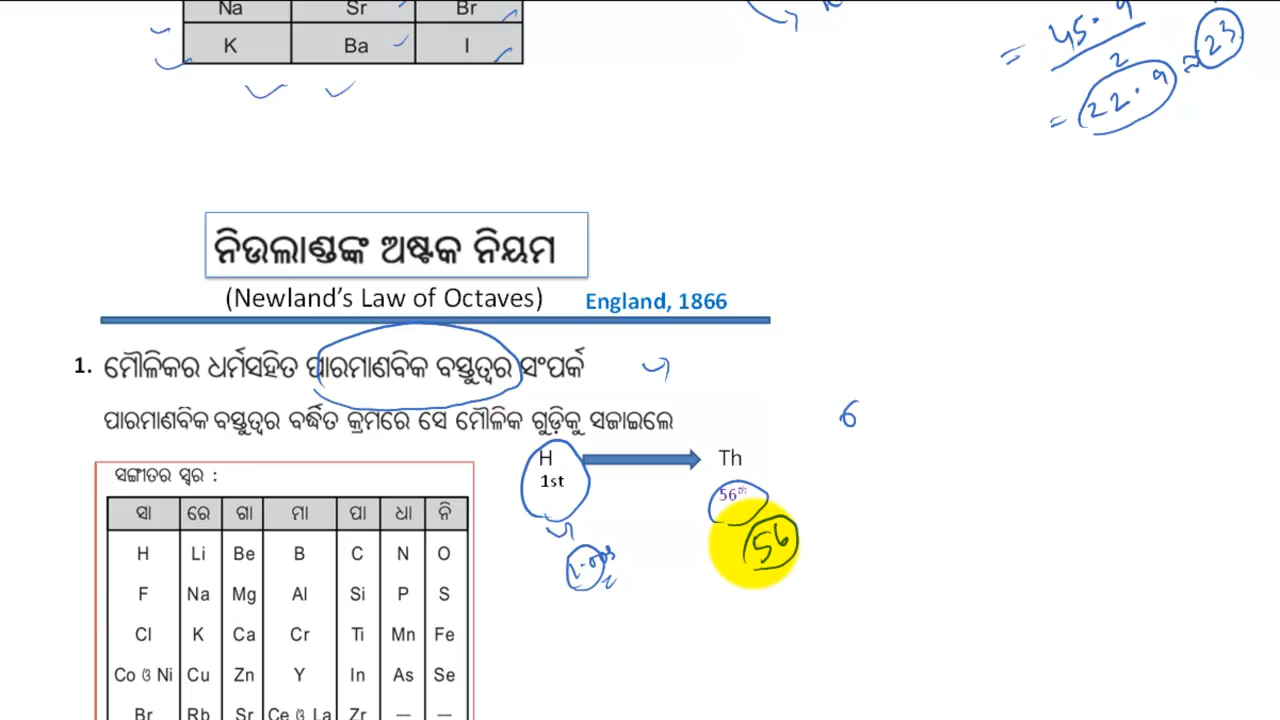 Na Sr Br
K Ba I
= 45.9
2
= 22.9 ≈ 23
ନିଉଲାଣ୍ଡଙ୍କ ଅଷ୍ଟକ ନିୟମ
(Newland’s Law of Octaves) England, 1866
1. ମୌଳିକର ଧର୍ମସହିତ ପାରମାଣବିକ ବସ୍ତୁତ୍ୱର ସଂପର୍କ
ପାରମାଣବିକ ବସ୍ତୁତ୍ୱର ବର୍ଦ୍ଧିତ କ୍ରମରେ ସେ ମୌଳିକ ଗୁଡ଼ିକୁ ସଜାଇଲେ
6
H Th
1st 56th
56
ସଙ୍ଗୀତର ସ୍ୱର :
ସା ରେ ଗା ମା ପା ଧା ନି
H Li Be B C N O
F Na Mg Al Si P S
Cl K Ca Cr Ti Mn Fe
Co ଓ Ni Cu Zn Y In As Se
Br Rb Sr Ce ଓ La Zr — —